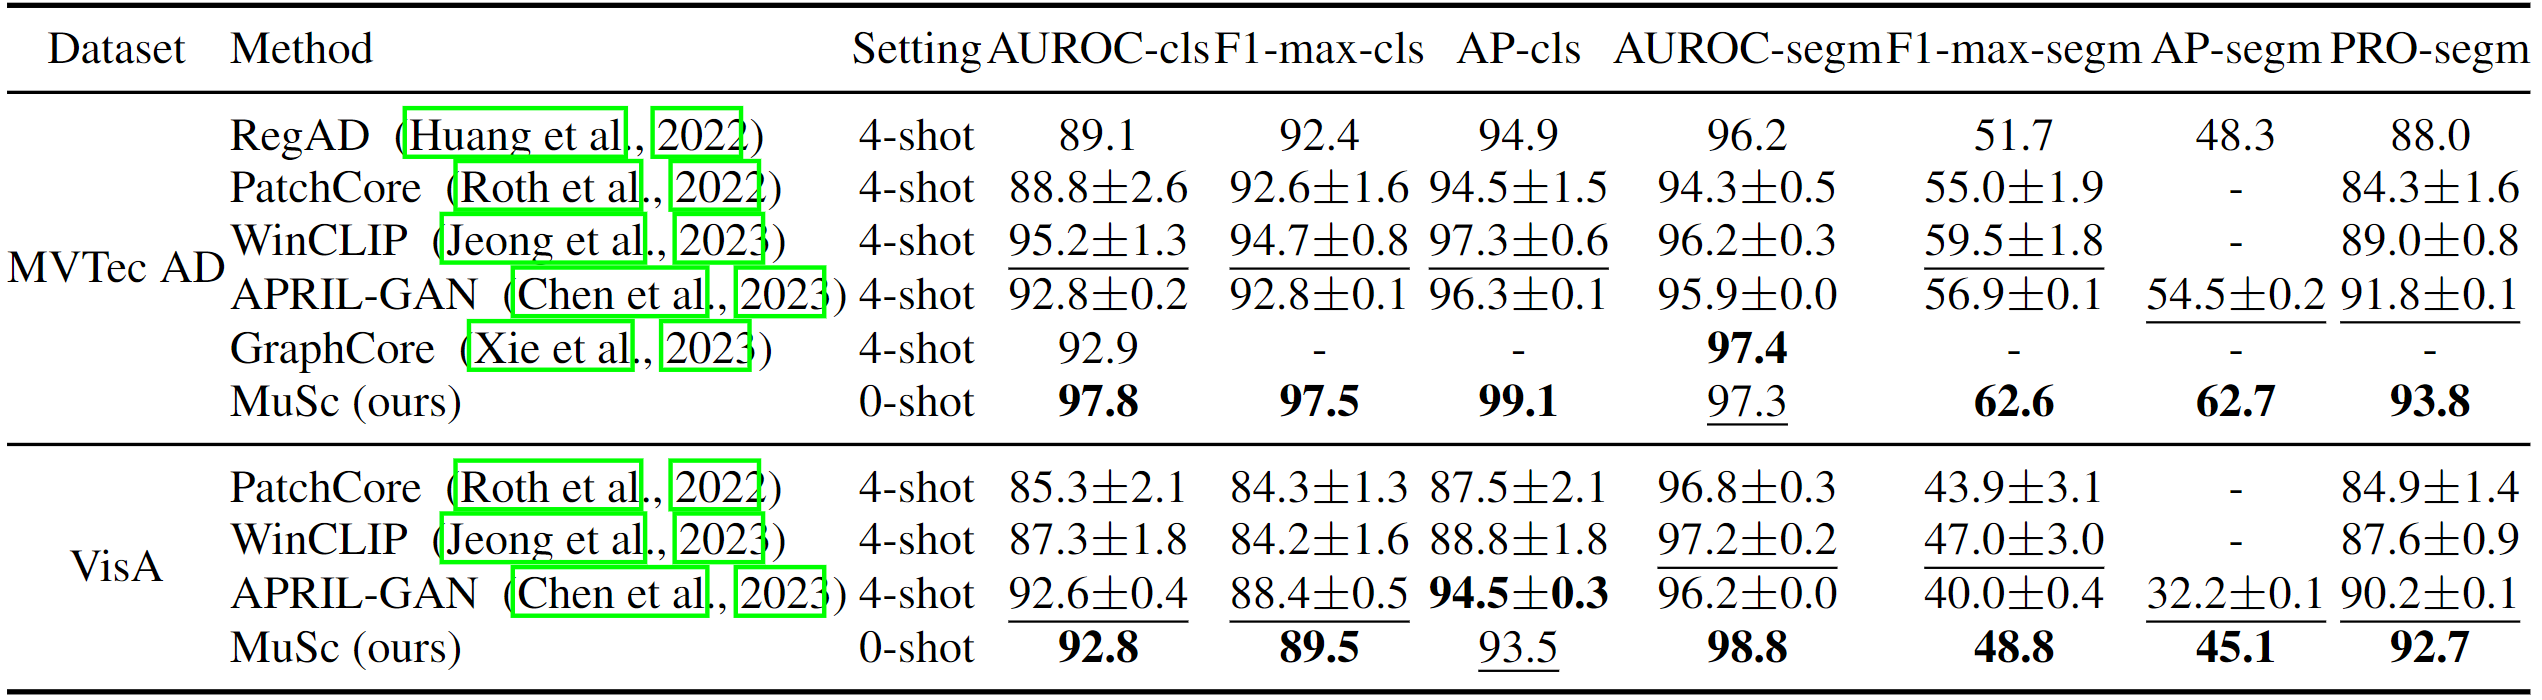 Dataset Method Setting AUROC-cls F1-max-cls AP-cls AUROC-segm F1-max-segm AP-segm PRO-segm
MVTec AD
RegAD (Huang et al., 2022) 4-shot 89.1 92.4 94.9 96.2 51.7 48.3 88.0
PatchCore (Roth et al., 2022) 4-shot 88.8±2.6 92.6±1.6 94.5±1.5 94.3±0.5 55.0±1.9 - 84.3±1.6
WinCLIP (Jeong et al., 2023) 4-shot 95.2±1.3 94.7±0.8 97.3±0.6 96.2±0.3 59.5±1.8 - 89.0±0.8
APRIL-GAN (Chen et al., 2023) 4-shot 92.8±0.2 92.8±0.1 96.3±0.1 95.9±0.0 56.9±0.1 54.5±0.2 91.8±0.1
GraphCore (Xie et al., 2023) 4-shot 92.9 - - 97.4 - - -
MuSc (ours) 0-shot 97.8 97.5 99.1 97.3 62.6 62.7 93.8
VisA
PatchCore (Roth et al., 2022) 4-shot 85.3±2.1 84.3±1.3 87.5±2.1 96.8±0.3 43.9±3.1 - 84.9±1.4
WinCLIP (Jeong et al., 2023) 4-shot 87.3±1.8 84.2±1.6 88.8±1.8 97.2±0.2 47.0±3.0 - 87.6±0.9
APRIL-GAN (Chen et al., 2023) 4-shot 92.6±0.4 88.4±0.5 94.5±0.3 96.2±0.0 40.0±0.4 32.2±0.1 90.2±0.1
MuSc (ours) 0-shot 92.8 89.5 93.5 98.8 48.8 45.1 92.7